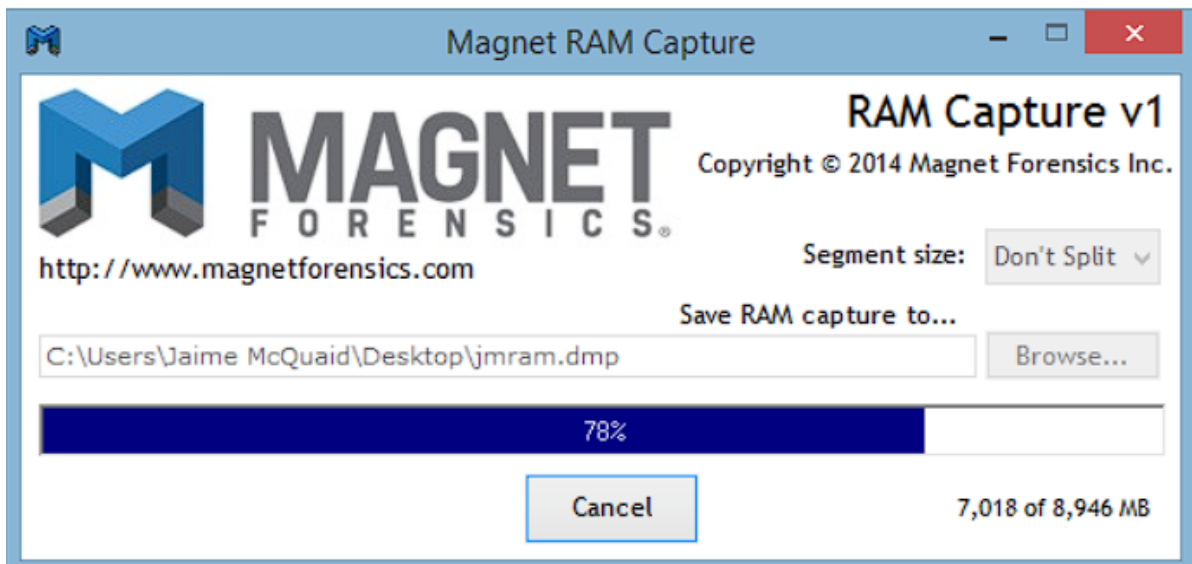 Magnet RAM Capture
MAGNET
FORENSICS®
RAM Capture v1
Copyright © 2014 Magnet Forensics Inc.
http://www.magnetforensics.com
Segment size: Don't Split
Save RAM capture to...
C:\Users\Jaime McQuaid\Desktop\jmram.dmp Browse...
78%
Cancel 7,018 of 8,946 MB